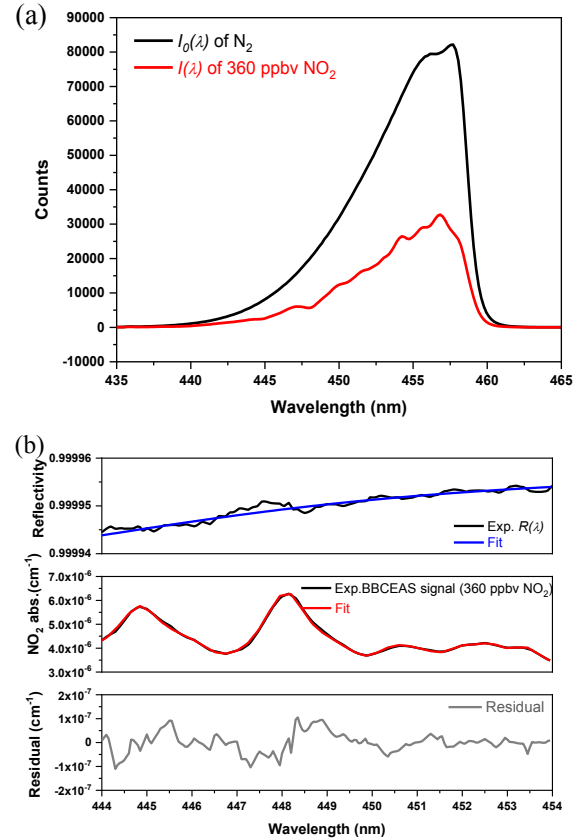 (a)
I₀(λ) of N₂
I(λ) of 360 ppbv NO₂
Counts
90000
80000
70000
60000
50000
40000
30000
20000
10000
0
-10000
435 440 445 450 455 460 465
Wavelength (nm)
(b)
Reflectivity
0.99996
0.99995
0.99994
Exp. R(λ)
Fit
NO₂ abs.(cm⁻¹)
7.0x10⁻⁶
6.0x10⁻⁶
5.0x10⁻⁶
4.0x10⁻⁶
3.0x10⁻⁶
Exp.BBCEAS signal (360 ppbv NO₂)
Fit
Residual (cm⁻¹)
2x10⁻⁷
1x10⁻⁷
0
-1x10⁻⁷
-2x10⁻⁷
Residual
444 445 446 447 448 449 450 451 452 453 454
Wavelength (nm)